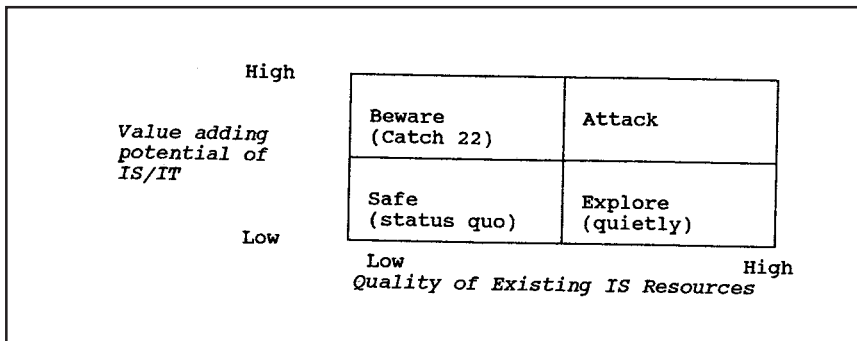 High
Value adding
potential of
IS/IT
Low
Beware
(Catch 22)
Attack
Safe
(status quo)
Explore
(quietly)
Low
High
Quality of Existing IS Resources